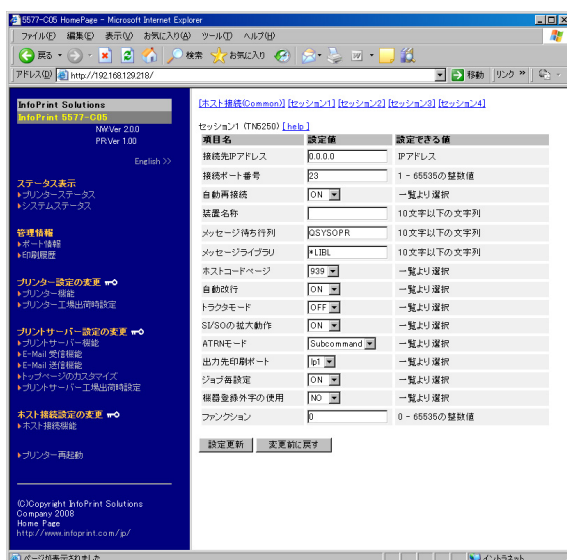 5577-C05 HomePage - Microsoft Internet Explorer
ファイル(F) 編集(E) 表示(V) お気に入り(A) ツール(T) ヘルプ(H)
戻る 検索 お気に入り
アドレス(D) http://192.168.129.218/ 移動 リンク »
InfoPrint Solutions
InfoPrint 5577-C05
NW.Ver 2.0.0
PR.Ver 1.00
English >>
ステータス表示
プリンターステータス
システムステータス
管理情報
ポート情報
印刷履歴
プリンター設定の変更
プリンター機能
プリンター工場出荷時設定
プリントサーバー設定の変更
プリントサーバー機能
E-Mail 受信機能
E-Mail 送信機能
トップページのカスタマイズ
プリントサーバー工場出荷時設定
ホスト接続設定の変更
ホスト接続機能
プリンター再起動
(C)Copyright InfoPrint Solutions
Company 2008
Home Page
http://www.infoprint.com/jp/
[ホスト接続(Common)] [セッション1] [セッション2] [セッション3] [セッション4]
セッション1 (TN5250) [help]
項目名 設定値 設定できる値
接続先IPアドレス 0.0.0.0 IPアドレス
接続ポート番号 23 1 - 65535の整数値
自動再接続 ON 一覧より選択
装置名称 10文字以下の文字列
メッセージ待ち行列 QSYSOPR 10文字以下の文字列
メッセージライブラリ *LIBL 10文字以下の文字列
ホストコードページ 939 一覧より選択
自動改行 ON 一覧より選択
トラクタモード OFF 一覧より選択
SI/SOの拡大動作 ON 一覧より選択
ATRNモード Subcommand 一覧より選択
出力先印刷ポート lp1 一覧より選択
ジョブ毎設定 ON 一覧より選択
機器登録外字の使用 NO 一覧より選択
ファンクション 0 0 - 65535の整数値
設定更新 変更前に戻す
ページが表示されました イントラネット